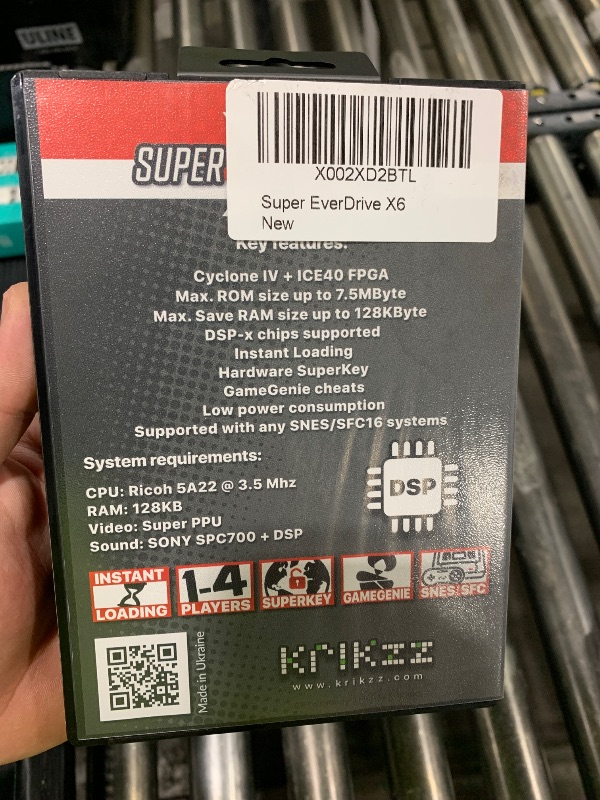 ULINE
X002XD2BTL
Super EverDrive X6
New
SUPER
Key features:
Cyclone IV + ICE40 FPGA
Max. ROM size up to 7.5MByte
Max. Save RAM size up to 128KByte
DSP-x chips supported
Instant Loading
Hardware SuperKey
GameGenie cheats
Low power consumption
Supported with any SNES/SFC16 systems
System requirements:
CPU: Ricoh 5A22 @ 3.5 Mhz
RAM: 128KB
Video: Super PPU
Sound: SONY SPC700 + DSP
DSP
INSTANT
LOADING
1-4
PLAYERS
SUPERKEY
GAMEGENIE
SNES/SFC
Made in Ukraine
KRIKZZ
www.krikzz.com